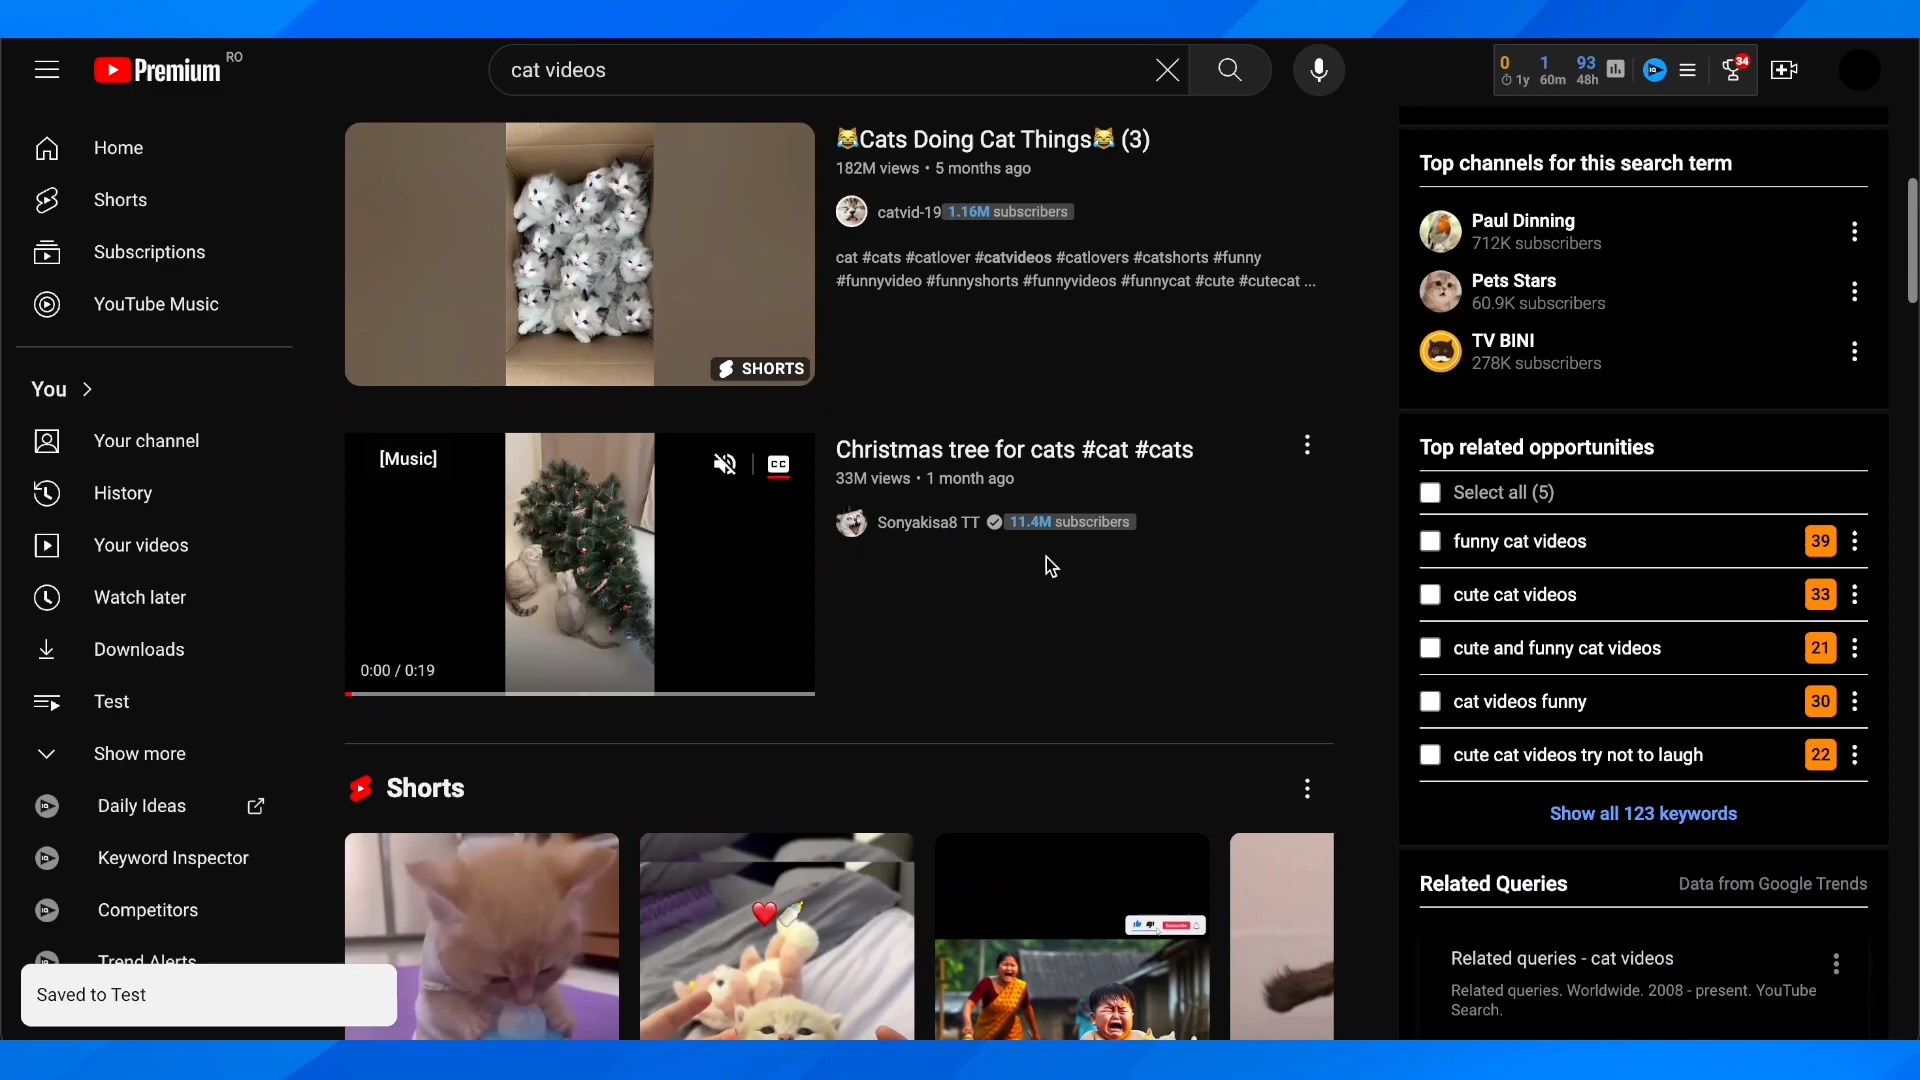 Premium RO
cat videos
0 1 93
1y 60m 48h
iQ
34
Home
Shorts
Subscriptions
YouTube Music
You
Your channel
History
Your videos
Watch later
Downloads
Test
Show more
Daily Ideas
Keyword Inspector
Competitors
Trend Alerts
Saved to Test
SHORTS
😹Cats Doing Cat Things😹 (3)
182M views • 5 months ago
catvid-19 1.16M subscribers
cat #cats #catlover #catvideos #catlovers #catshorts #funny
#funnyvideo #funnyshorts #funnyvideos #funnycat #cute #cutecat ...
[Music]
CC
0:00 / 0:19
Christmas tree for cats #cat #cats
33M views • 1 month ago
Sonyakisa8 TT 11.4M subscribers
Shorts
Subscribe
Top channels for this search term
Paul Dinning
712K subscribers
Pets Stars
60.9K subscribers
TV BINI
278K subscribers
Top related opportunities
Select all (5)
funny cat videos 39
cute cat videos 33
cute and funny cat videos 21
cat videos funny 30
cute cat videos try not to laugh 22
Show all 123 keywords
Related Queries Data from Google Trends
Related queries - cat videos
Related queries. Worldwide. 2008 - present. YouTube
Search.